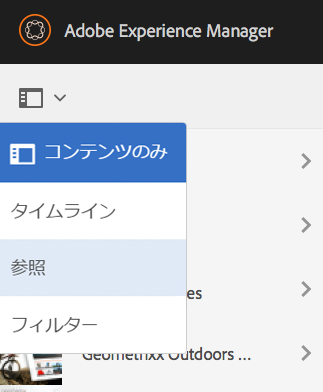 Adobe Experience Manager
コンテンツのみ
タイムライン
参照
es
フィルター
Geometrixx Outdoors ...